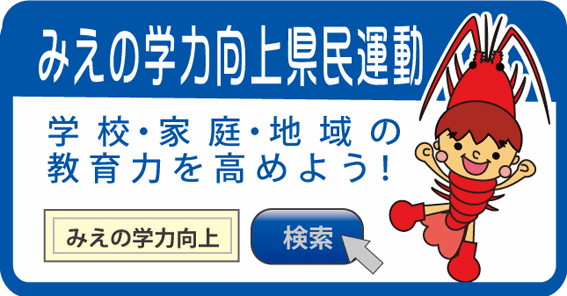 みえの学力向上県民運動
学校・家庭・地域の
教育力を高めよう!
みえの学力向上
検索